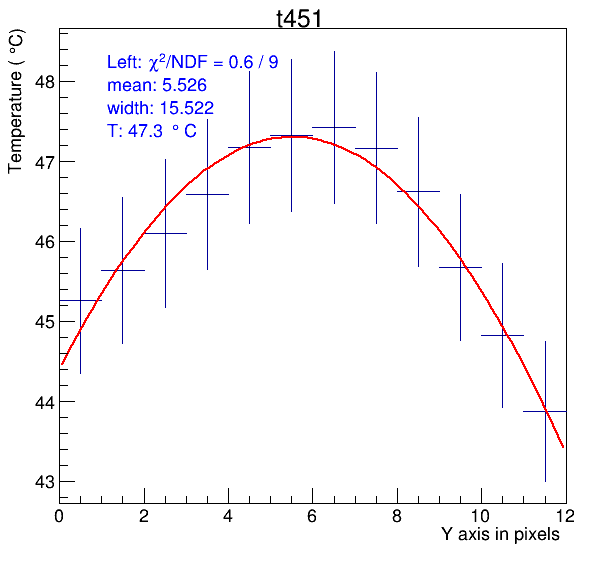 t451
Temperature ( °C)
Left: χ²/NDF = 0.6 / 9
mean: 5.526
width: 15.522
T: 47.3 ° C
48
47
46
45
44
43
0 2 4 6 8 10 12
Y axis in pixels